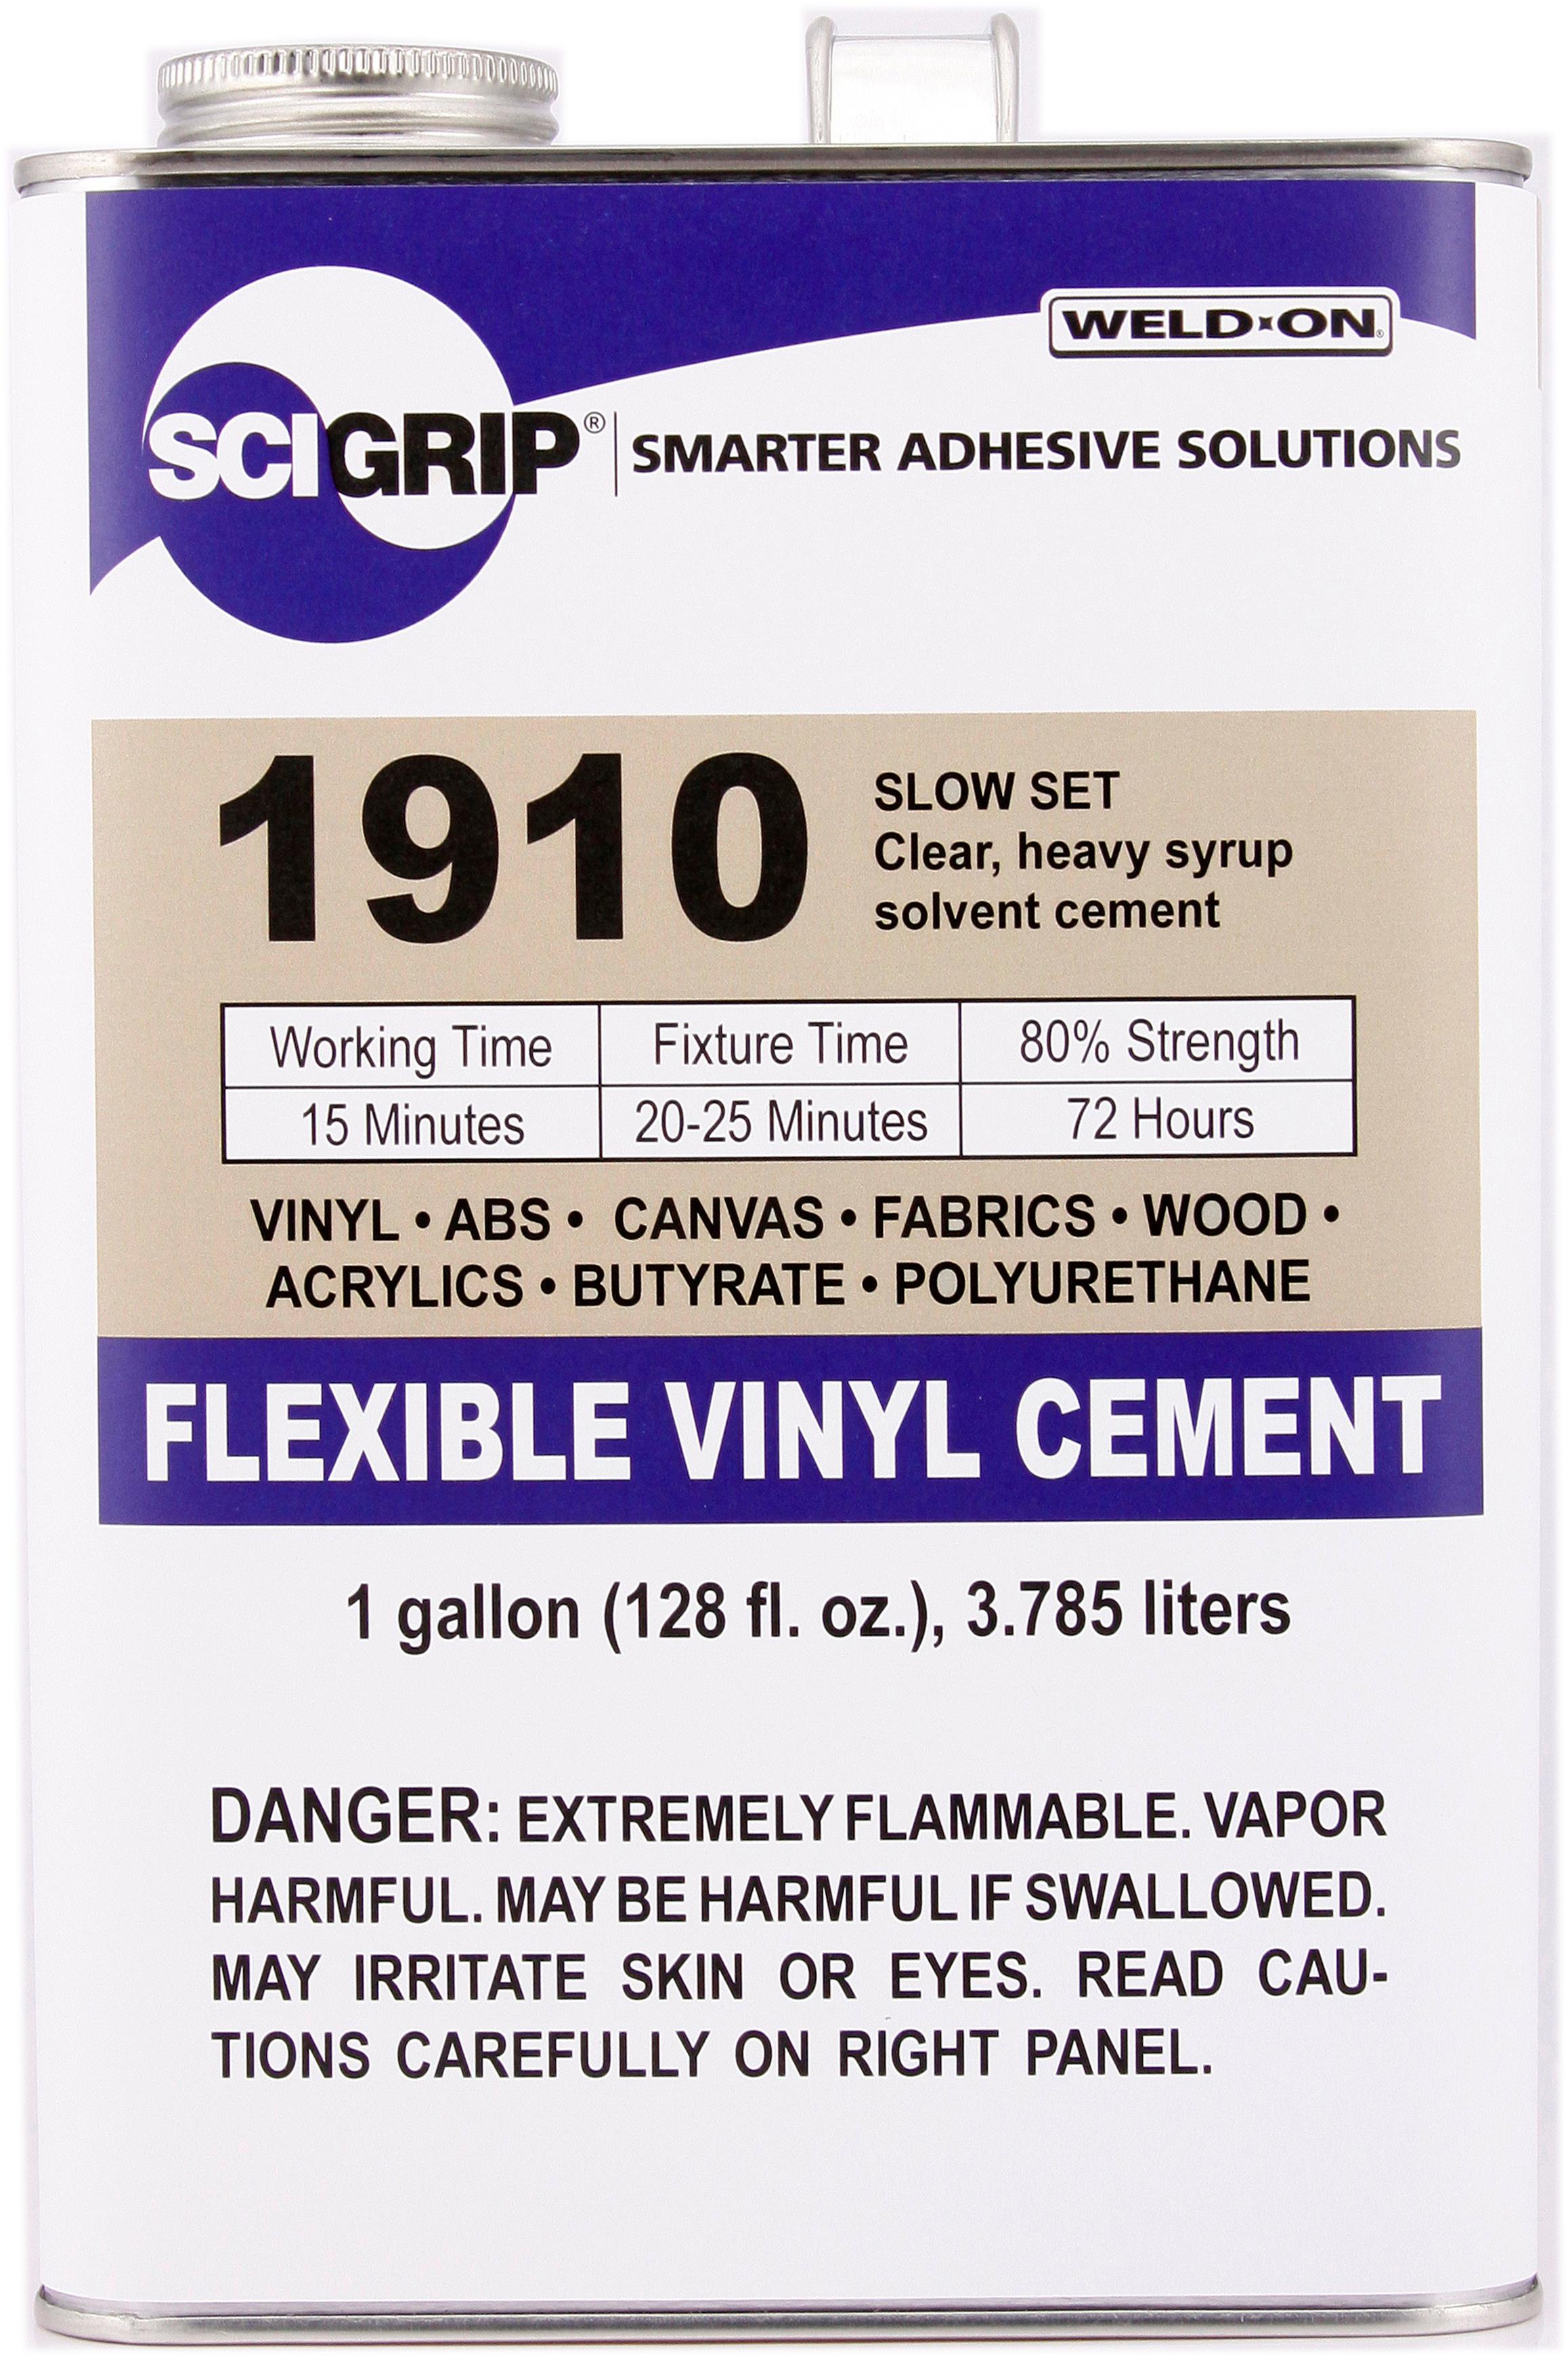 WELD-ON®
SCIGRIP® | SMARTER ADHESIVE SOLUTIONS
1910
SLOW SET
Clear, heavy syrup
solvent cement
Working Time Fixture Time 80% Strength
15 Minutes 20-25 Minutes 72 Hours
VINYL • ABS • CANVAS • FABRICS • WOOD •
ACRYLICS • BUTYRATE • POLYURETHANE
FLEXIBLE VINYL CEMENT
1 gallon (128 fl. oz.), 3.785 liters
DANGER: EXTREMELY FLAMMABLE. VAPOR
HARMFUL. MAY BE HARMFUL IF SWALLOWED.
MAY IRRITATE SKIN OR EYES. READ CAU-
TIONS CAREFULLY ON RIGHT PANEL.